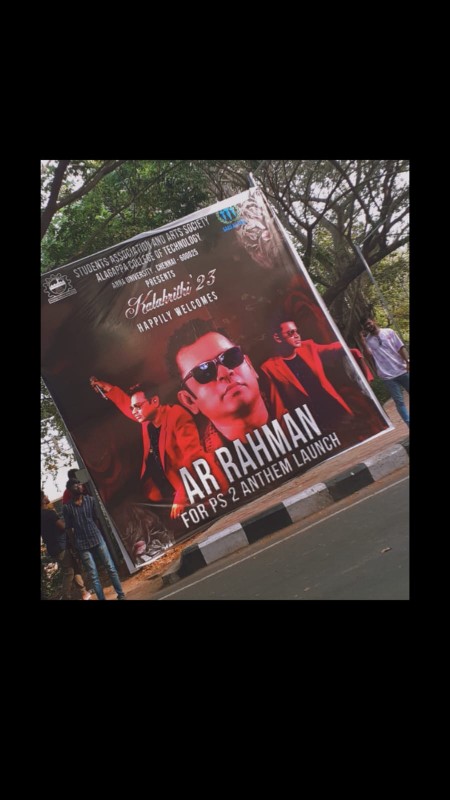 STUDENTS ASSOCIATION AND ARTS SOCIETY
ALAGAPPA COLLEGE OF TECHNOLOGY
ANNA UNIVERSITY, CHENNAI - 600025
PRESENTS
Kalakrithi' 23
HAPPILY WELCOMES
AR RAHMAN
FOR PS 2 ANTHEM LAUNCH